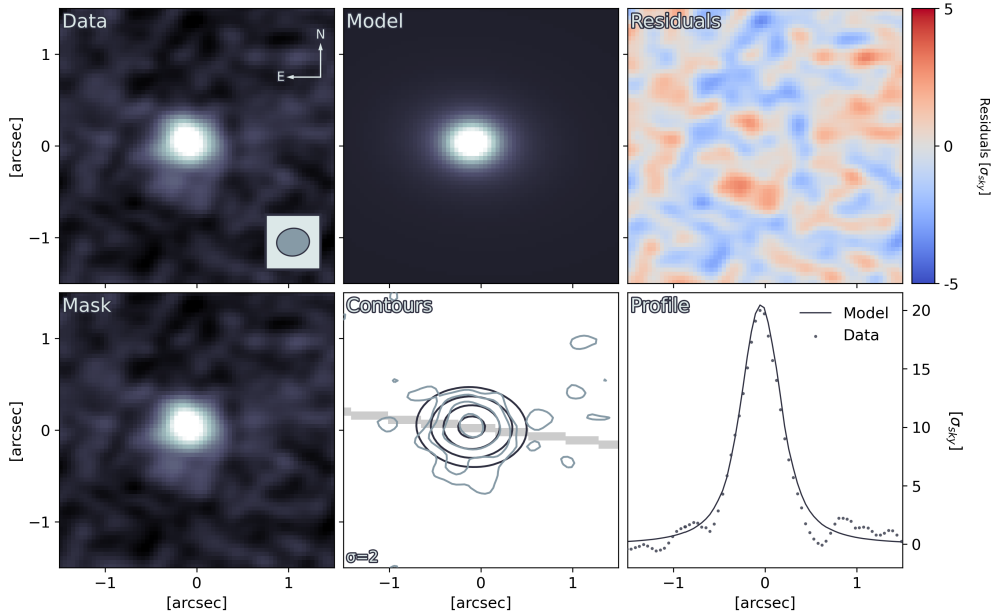 Data
Model
Residuals
N
E
1
0
−1
[arcsec]
5
0
-5
Residuals [σsky]
Mask
Contours
Profile
Model
Data
σ=2
1
0
−1
[arcsec]
20
15
10
5
0
[σsky]
−1 0 1
−1 0 1
−1 0 1
[arcsec]
[arcsec]
[arcsec]